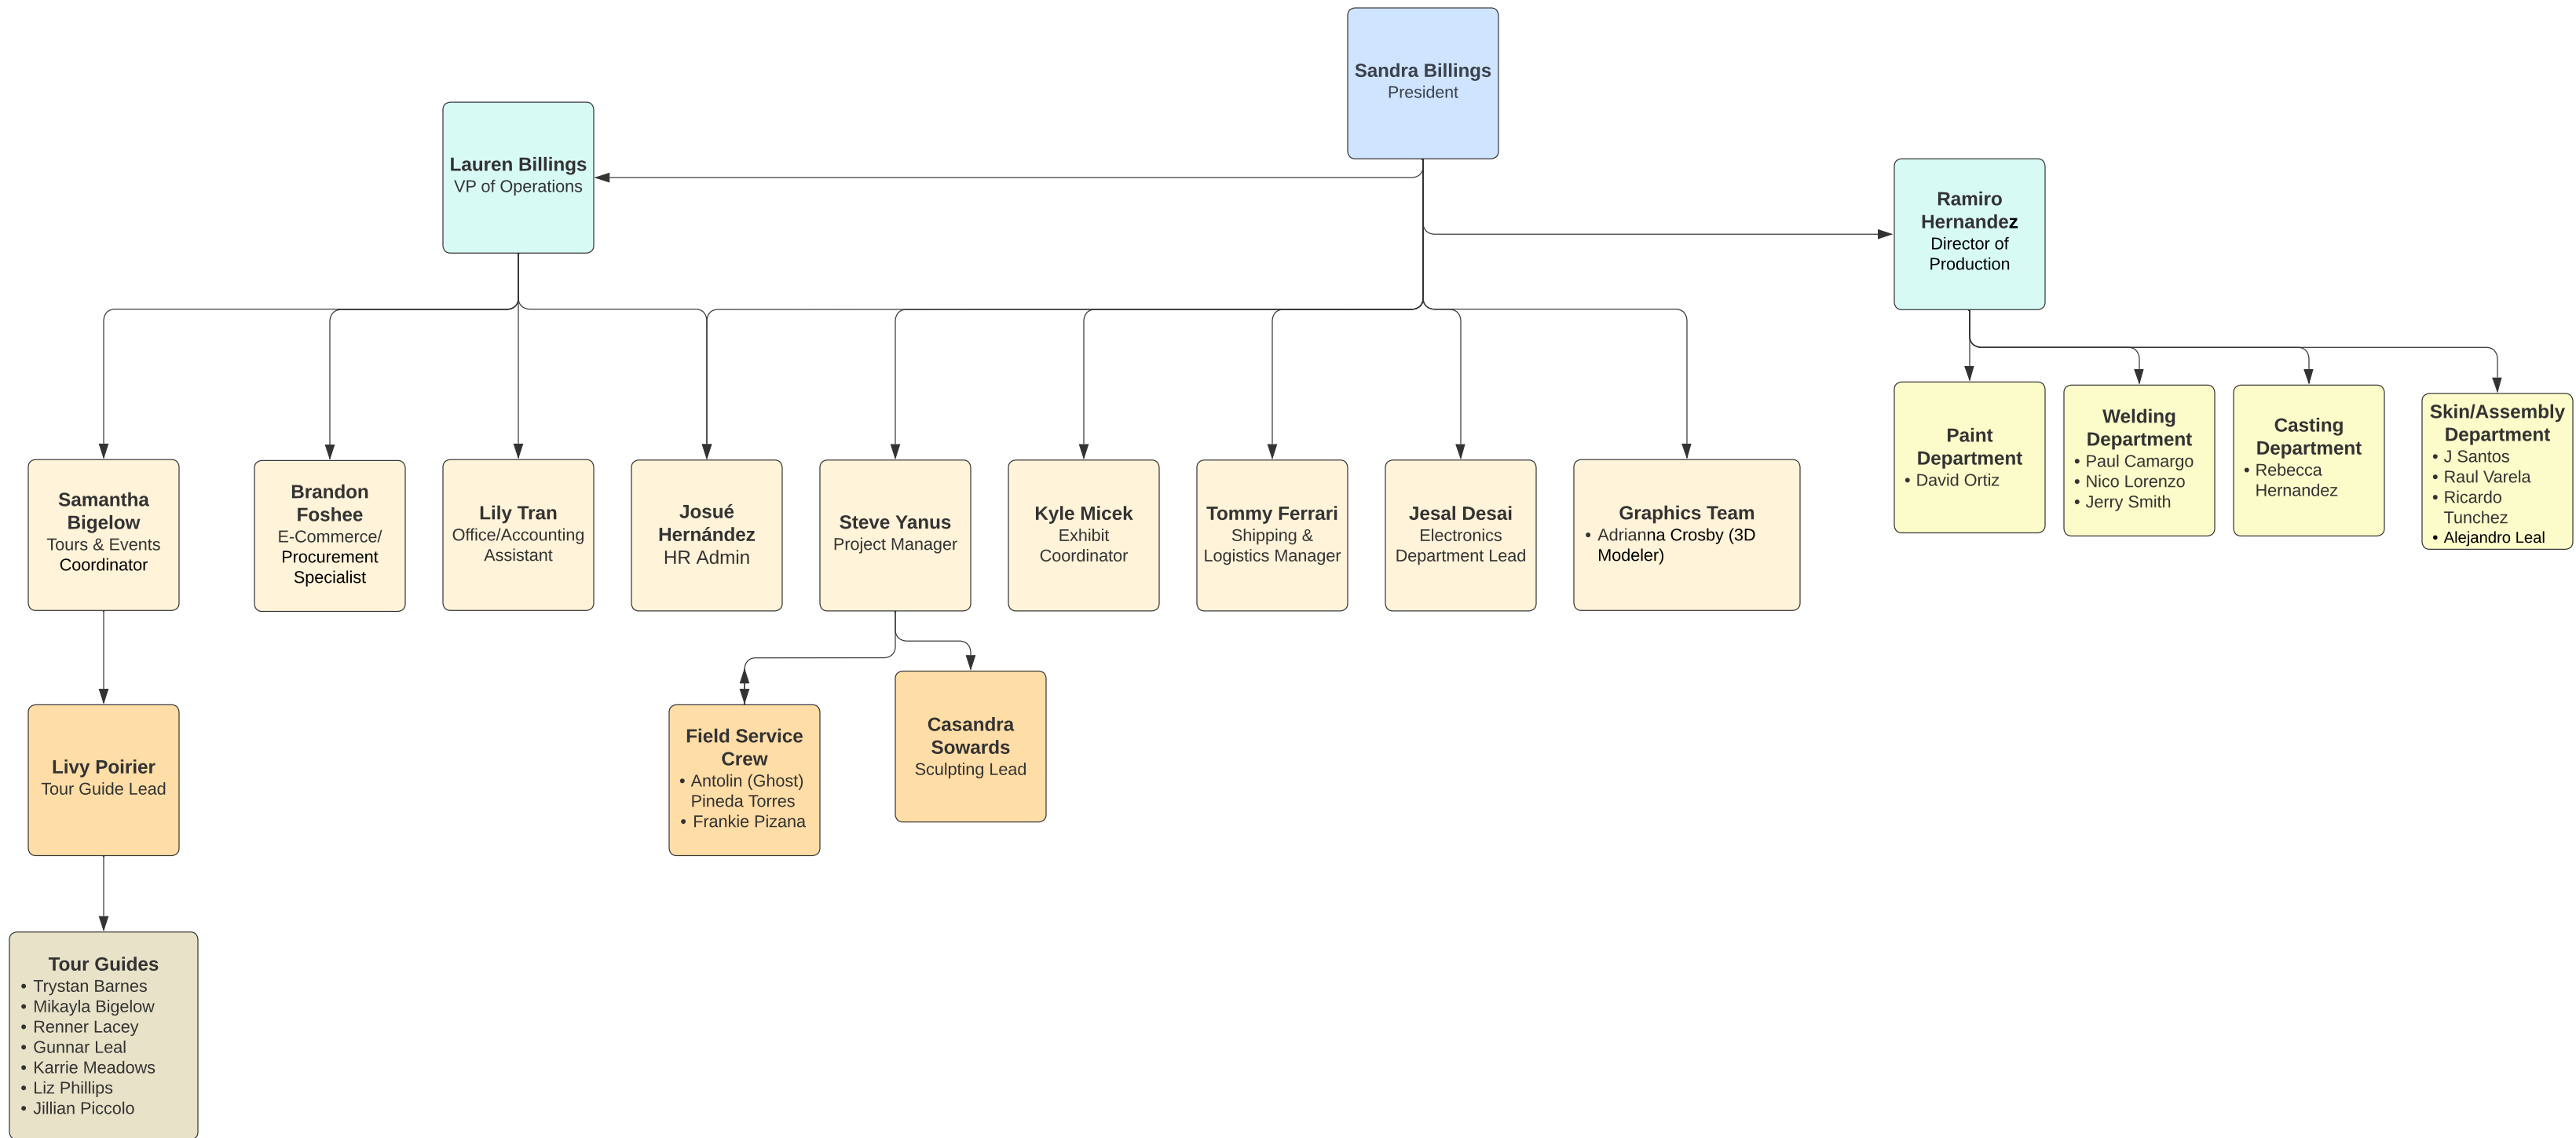 Sandra Billings
President
Lauren Billings
VP of Operations
Ramiro
Hernandez
Director of
Production
Samantha
Bigelow
Tours & Events
Coordinator
Brandon
Foshee
E-Commerce/
Procurement
Specialist
Lily Tran
Office/Accounting
Assistant
Josué
Hernández
HR Admin
Steve Yanus
Project Manager
Kyle Micek
Exhibit
Coordinator
Tommy Ferrari
Shipping &
Logistics Manager
Jesal Desai
Electronics
Department Lead
Graphics Team
• Adrianna Crosby (3D
Modeler)
Paint
Department
• David Ortiz
Welding
Department
• Paul Camargo
• Nico Lorenzo
• Jerry Smith
Casting
Department
• Rebecca
Hernandez
Skin/Assembly
Department
• J Santos
• Raul Varela
• Ricardo
Tunchez
• Alejandro Leal
Livy Poirier
Tour Guide Lead
Field Service
Crew
• Antolin (Ghost)
Pineda Torres
• Frankie Pizana
Casandra
Sowards
Sculpting Lead
Tour Guides
• Trystan Barnes
• Mikayla Bigelow
• Renner Lacey
• Gunnar Leal
• Karrie Meadows
• Liz Phillips
• Jillian Piccolo